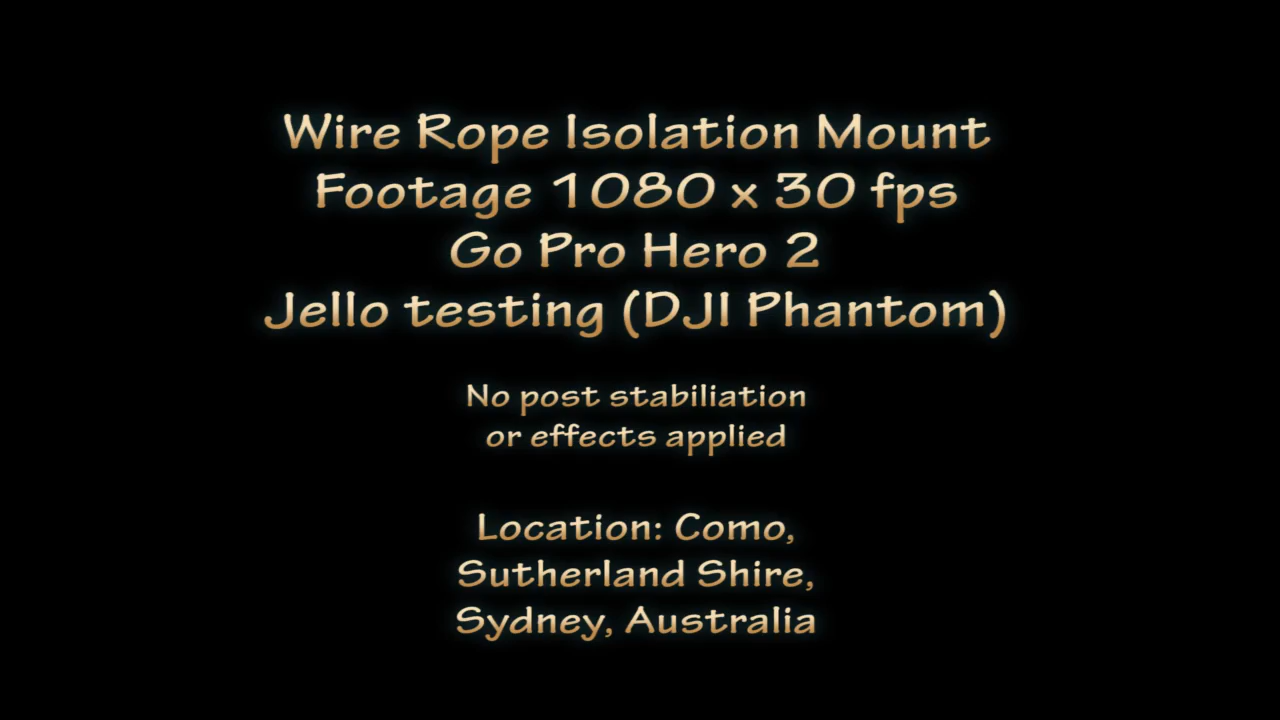 Wire Rope Isolation Mount
Footage 1080 x 30 fps
Go Pro Hero 2
Jello testing (DJI Phantom)
No post stabiliation
or effects applied
Location: Como,
Sutherland Shire,
Sydney, Australia